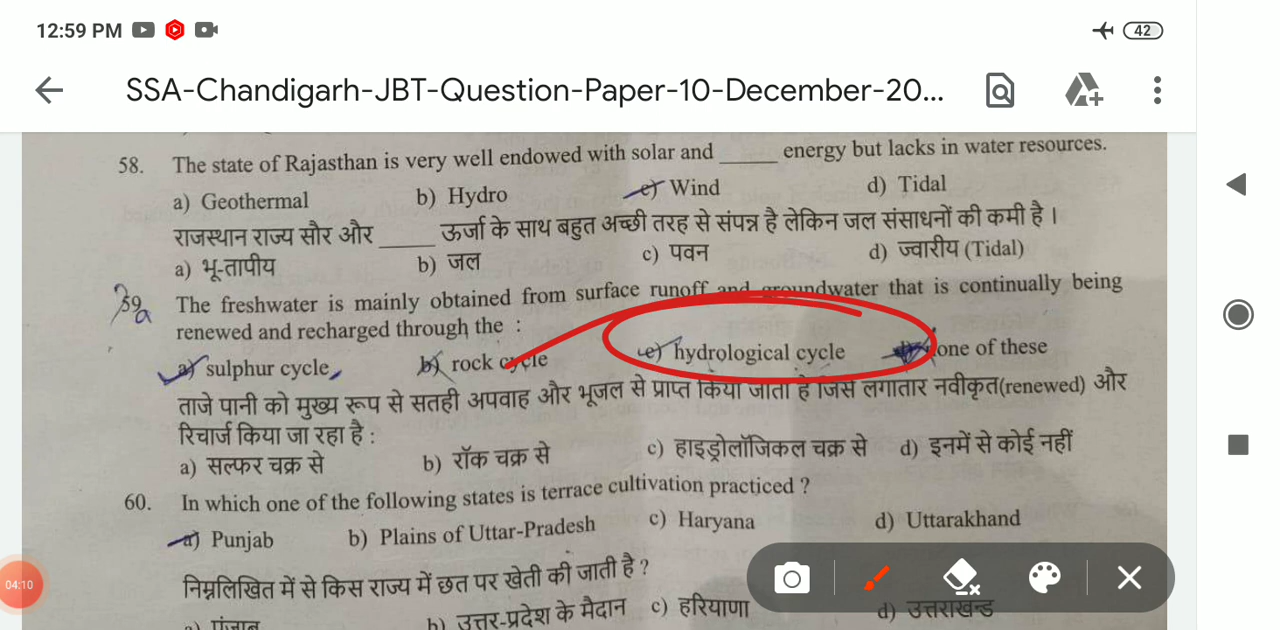 12:59 PM 42
SSA-Chandigarh-JBT-Question-Paper-10-December-20...
58. The state of Rajasthan is very well endowed with solar and _____ energy but lacks in water resources.
a) Geothermal b) Hydro c) Wind d) Tidal
राजस्थान राज्य सौर और _____ ऊर्जा के साथ बहुत अच्छी तरह से संपन्न है लेकिन जल संसाधनों की कमी है ।
a) भू-तापीय b) जल c) पवन d) ज्वारीय (Tidal)
59. The freshwater is mainly obtained from surface runoff and groundwater that is continually being
renewed and recharged through the :
a) sulphur cycle b) rock cycle c) hydrological cycle one of these
ताजे पानी को मुख्य रूप से सतही अपवाह और भूजल से प्राप्त किया जाता है जिसे लगातार नवीकृत(renewed) और
रिचार्ज किया जा रहा है :
a) सल्फर चक्र से b) रॉक चक्र से c) हाइड्रोलॉजिकल चक्र से d) इनमें से कोई नहीं
60. In which one of the following states is terrace cultivation practiced ?
a) Punjab b) Plains of Uttar-Pradesh c) Haryana d) Uttarakhand
निम्नलिखित में से किस राज्य में छत पर खेती की जाती है ?
a) पंजाब b) उत्तर-प्रदेश के मैदान c) हरियाणा d) उत्तराखन्ड
04:10